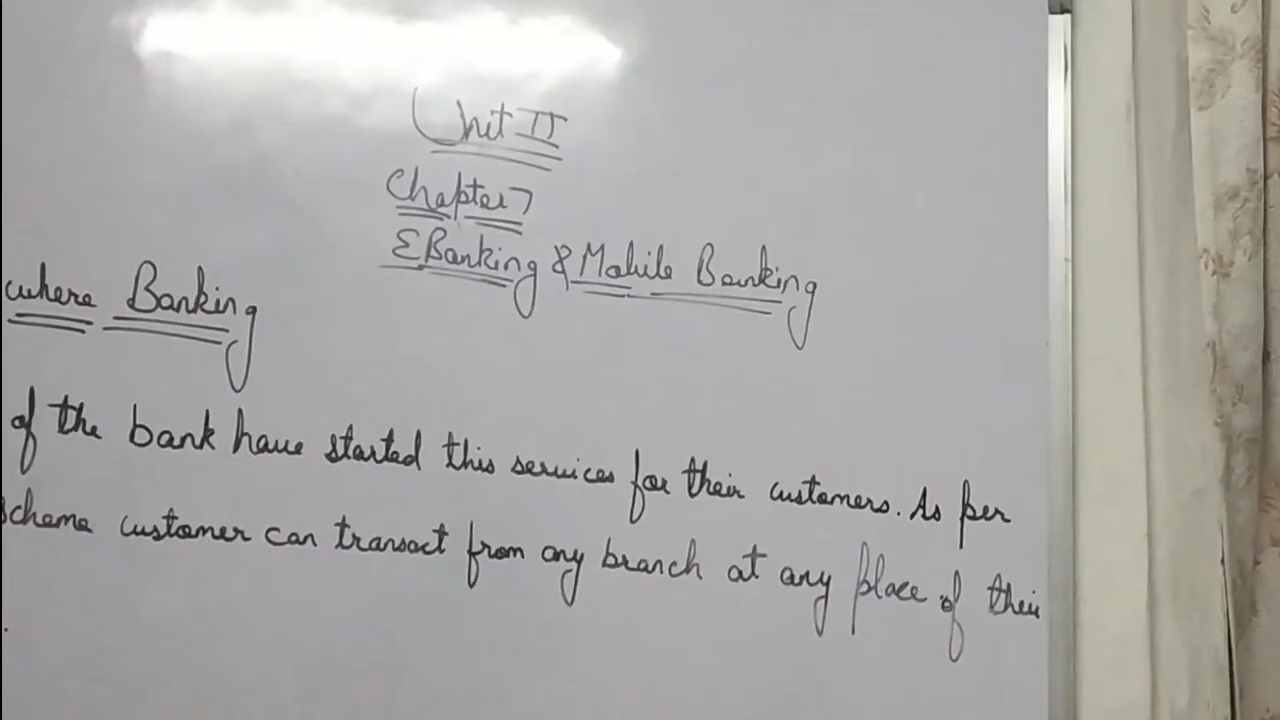 Unit II
Chapter 7
E Banking & Mobile Banking
where Banking
of the bank have started this services for their customers. As per
scheme customer can transact from any branch at any place of their
.